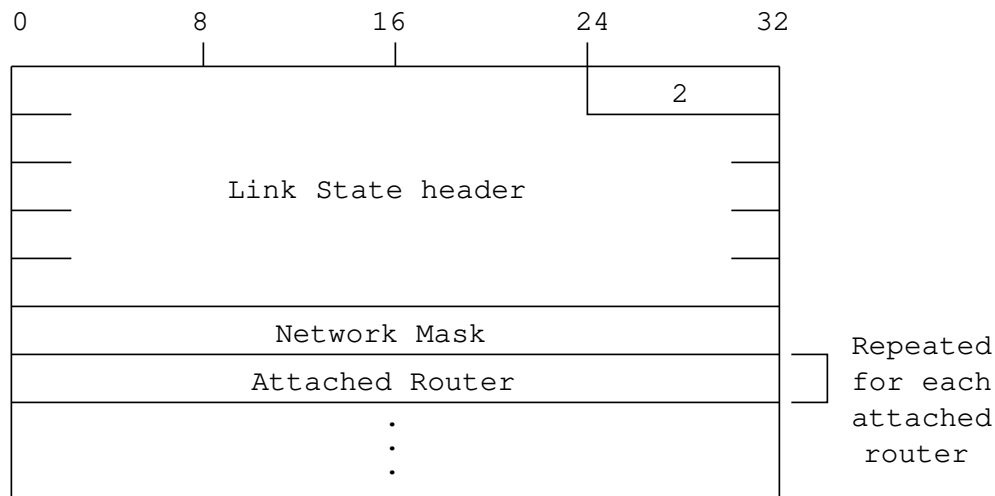 0 8 16 24 32
2
Link State header
Network Mask
Attached Router
.
.
.
Repeated
for each
attached
router